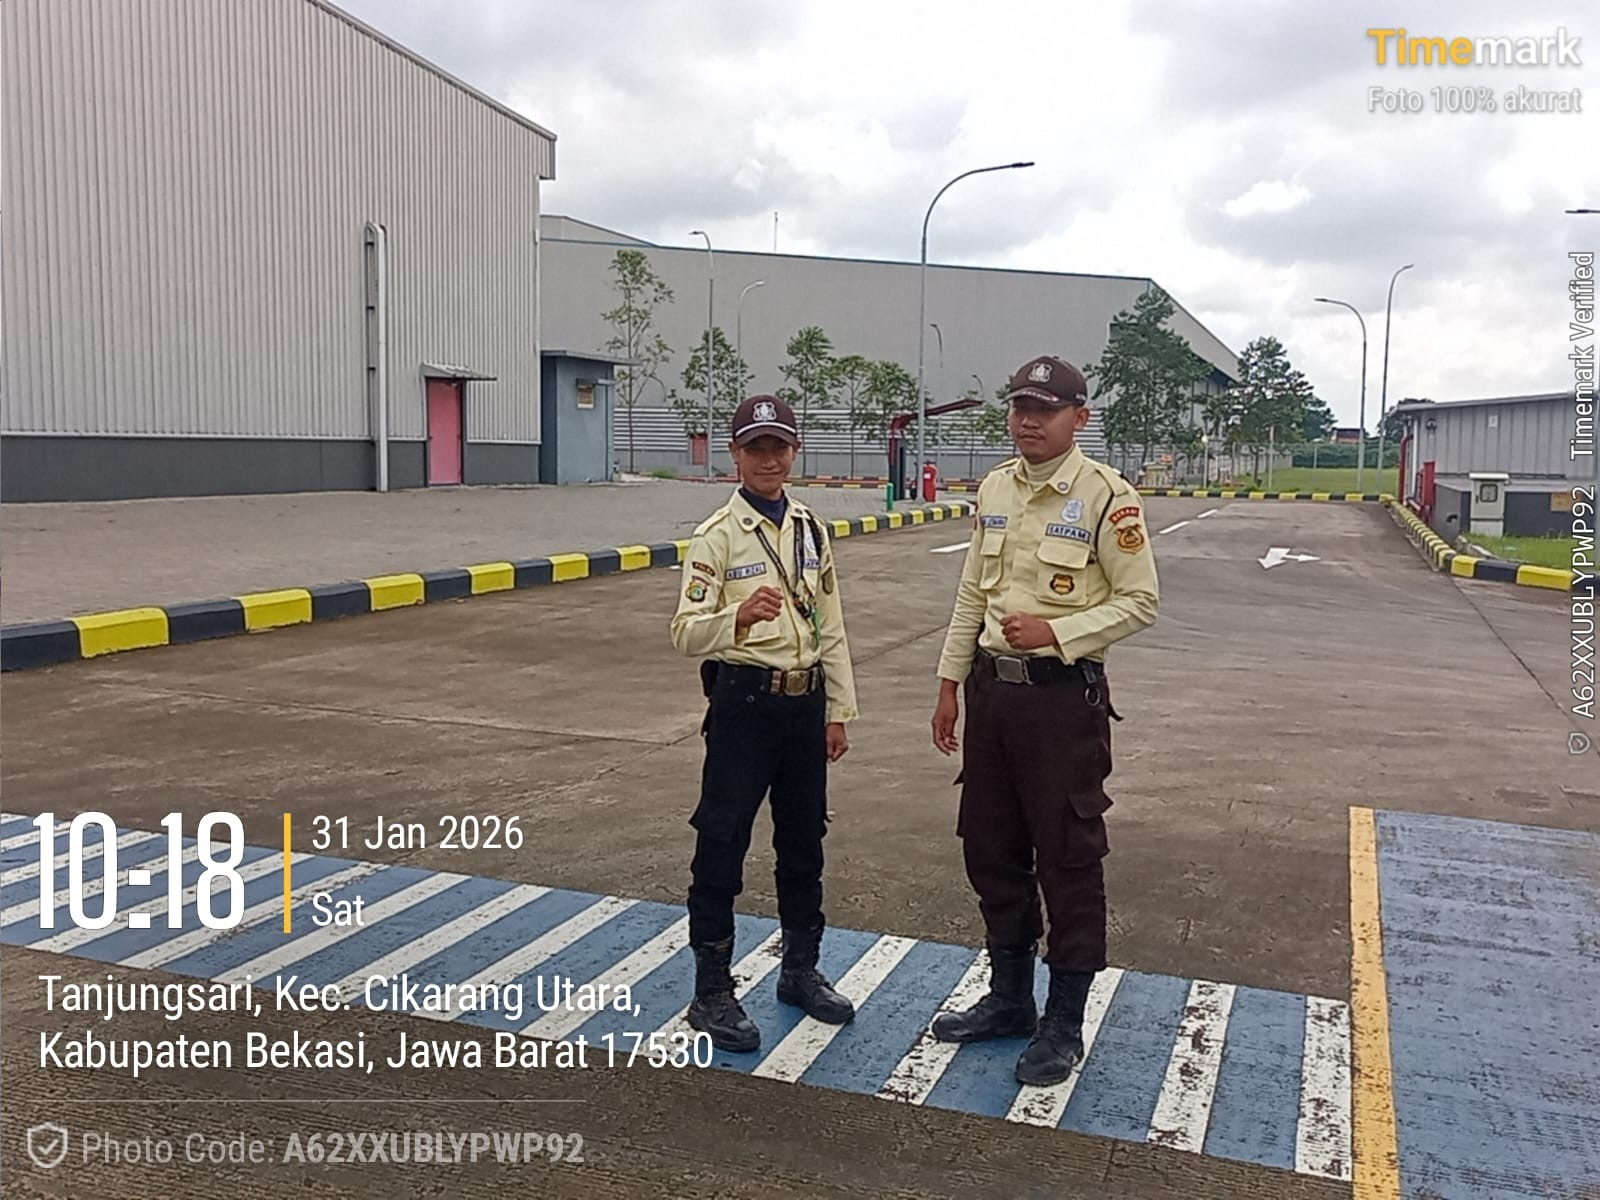 Timemark
Foto 100% akurat
A62XXUBLYPWP92 Timemark Verified
BEKASI
SATPAM
10:18
31 Jan 2026
Sat
Tanjungsari, Kec. Cikarang Utara,
Kabupaten Bekasi, Jawa Barat 17530
Photo Code: A62XXUBLYPWP92